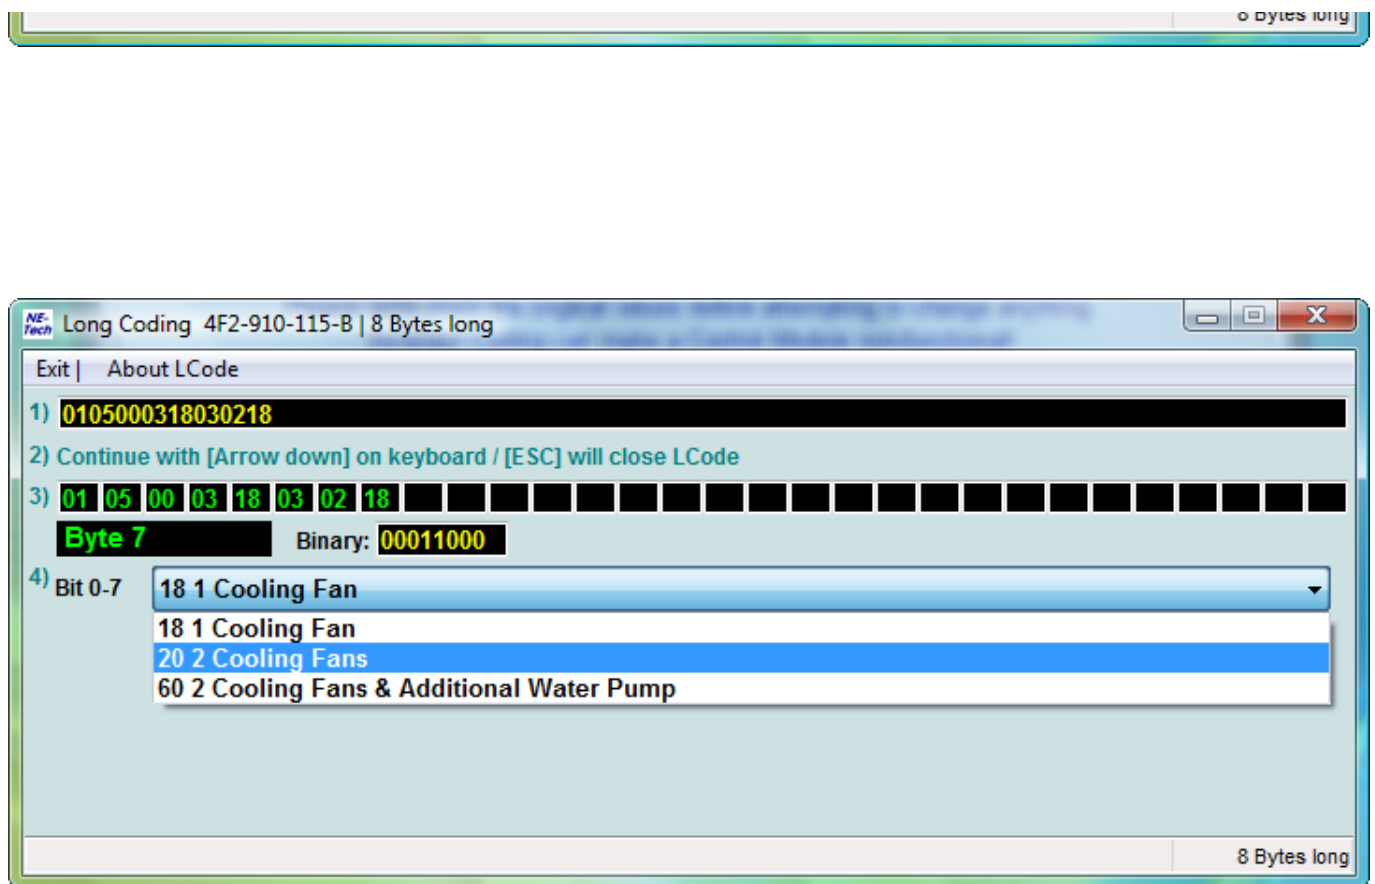 8 Bytes long
NE-Tech Long Coding 4F2-910-115-B | 8 Bytes long
Exit | About LCode
1) 0105000318030218
2) Continue with [Arrow down] on keyboard / [ESC] will close LCode
3) 01 05 00 03 18 03 02 18
Byte 7 Binary: 00011000
4) Bit 0-7 18 1 Cooling Fan
18 1 Cooling Fan
20 2 Cooling Fans
60 2 Cooling Fans & Additional Water Pump
8 Bytes long